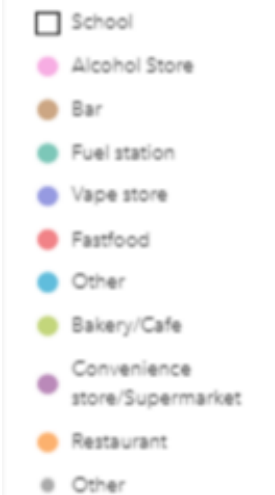 School
Alcohol Store
Bar
Fuel station
Vape store
Fastfood
Other
Bakery/Cafe
Convenience
store/Supermarket
Restaurant
Other